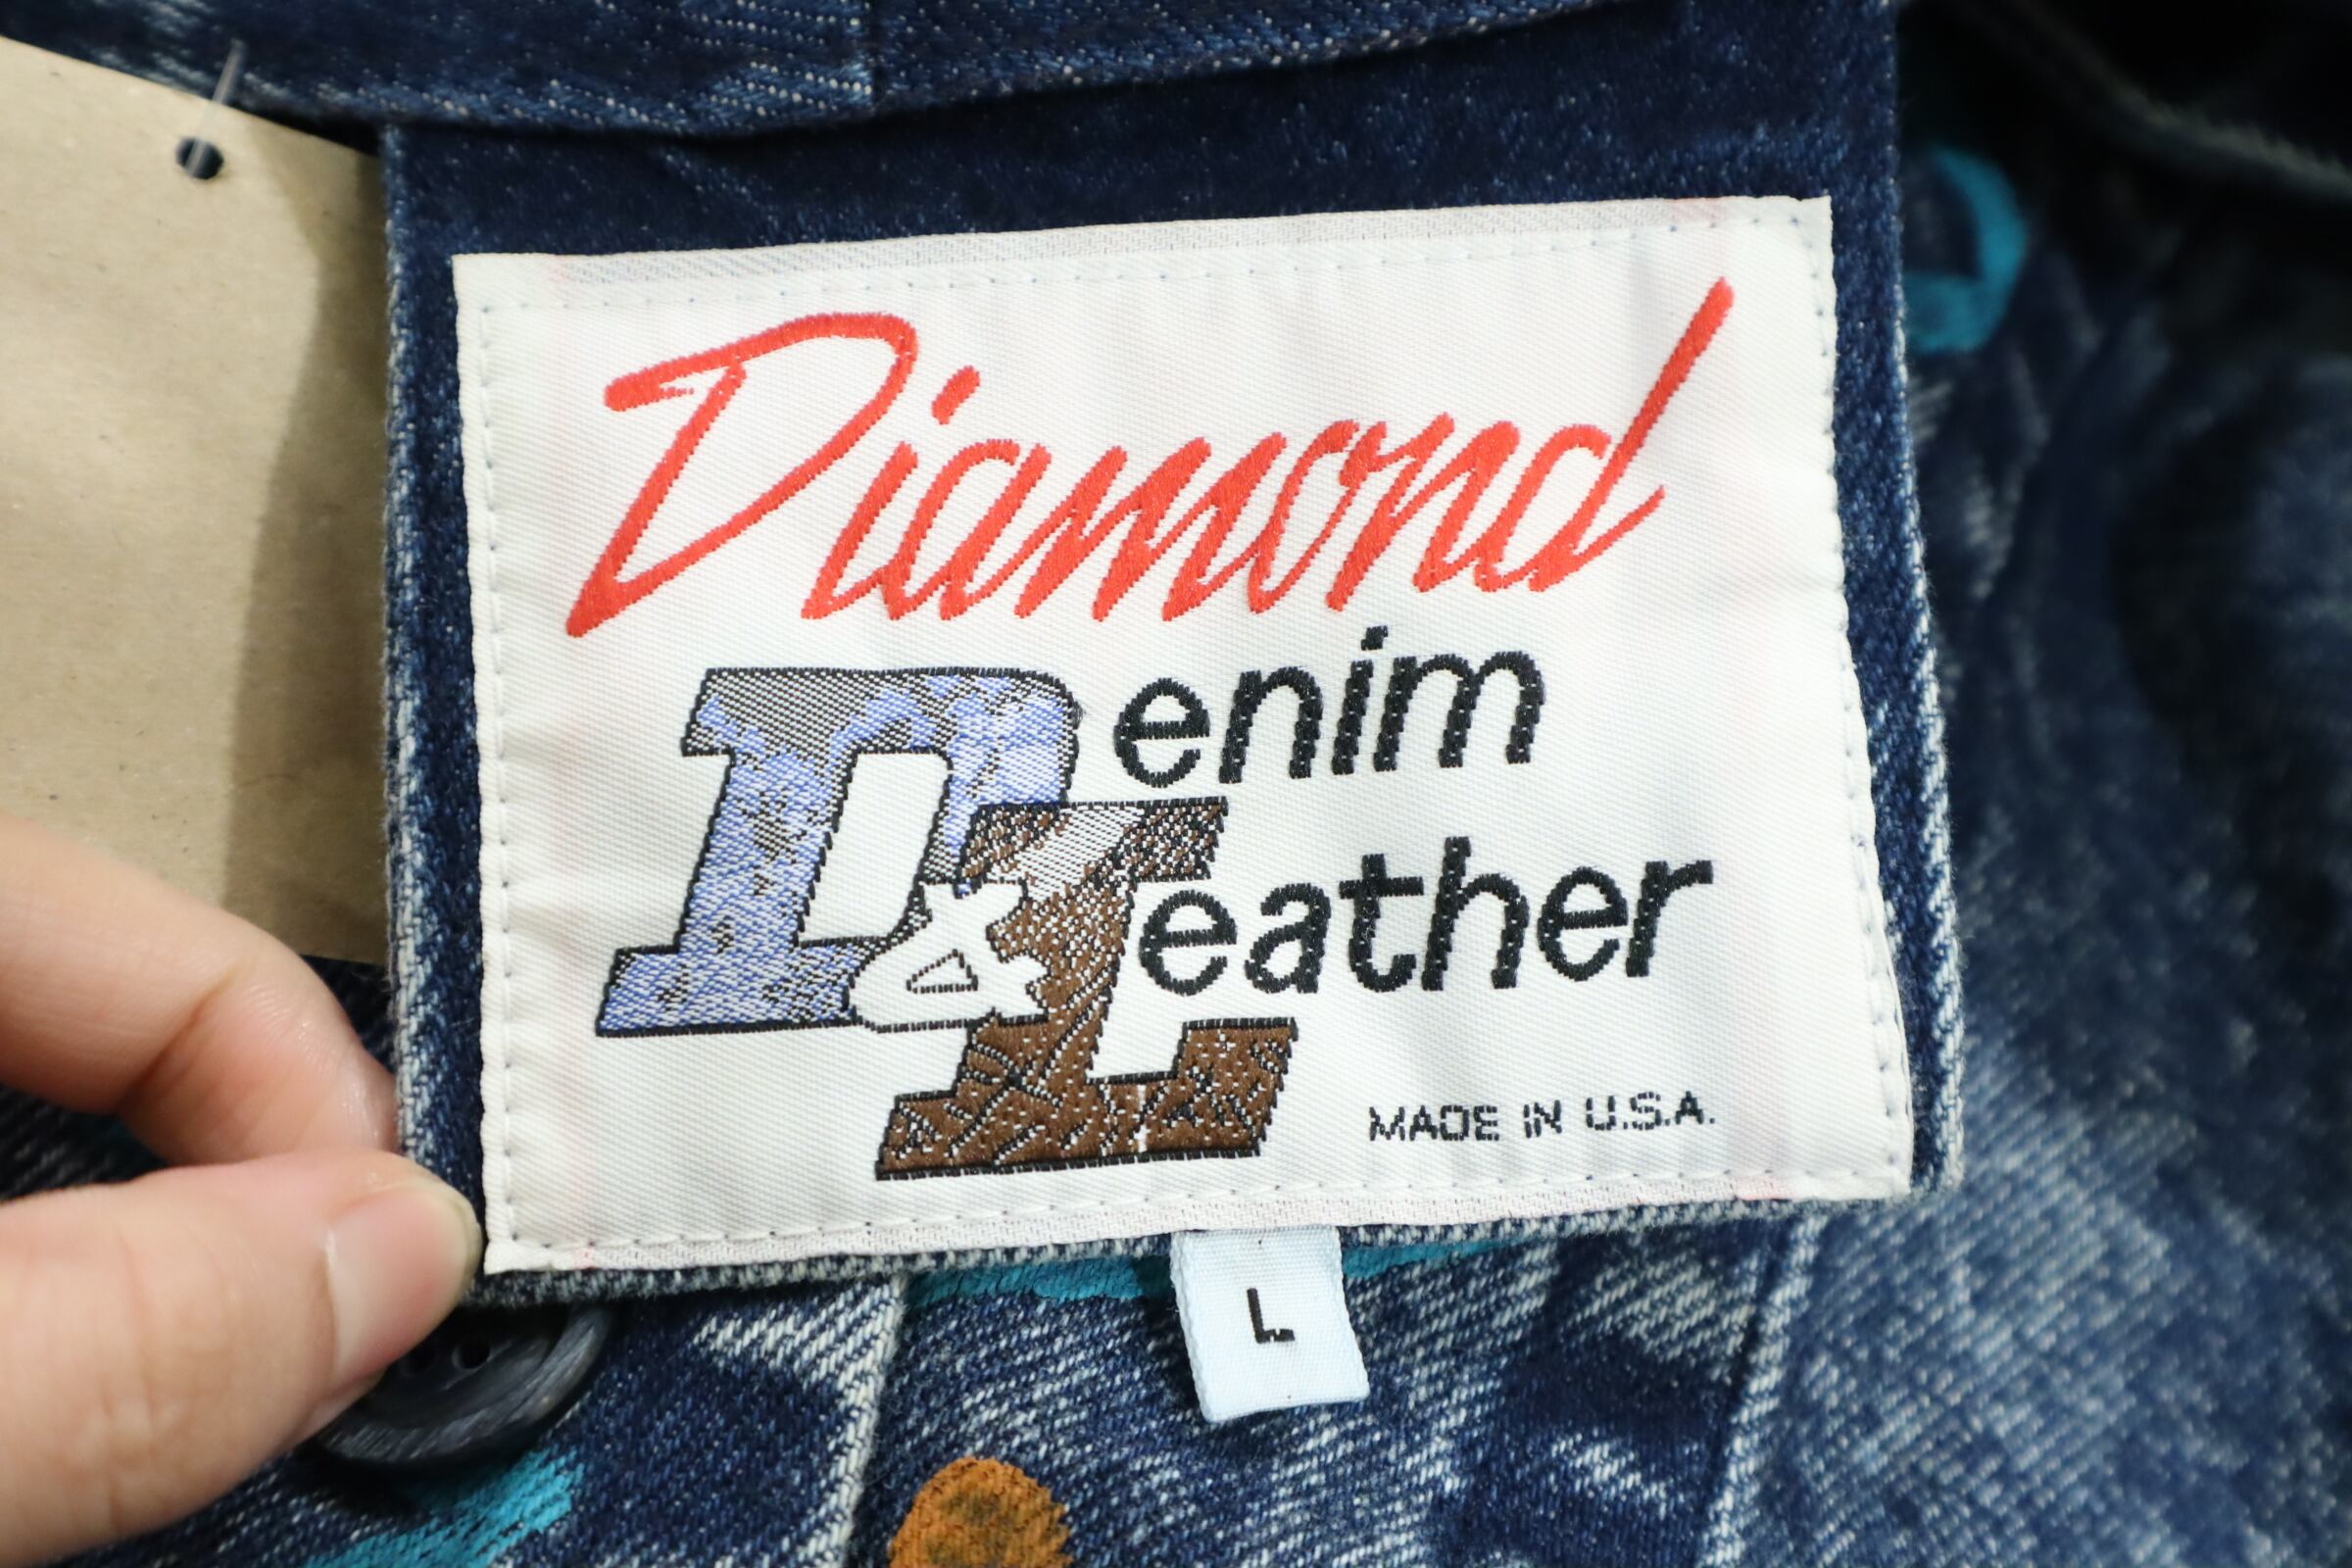 Diamond
Denim
& Leather
MADE IN U.S.A.
L